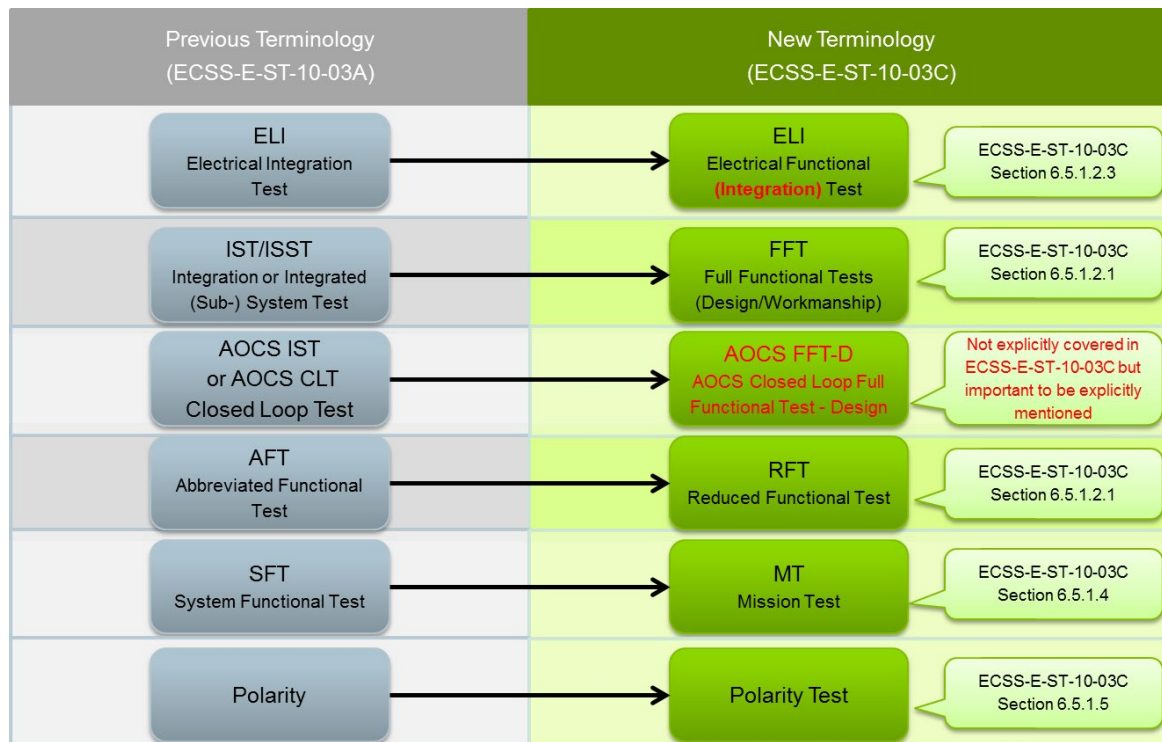 Previous Terminology
(ECSS-E-ST-10-03A)
New Terminology
(ECSS-E-ST-10-03C)
ELI
Electrical Integration
Test
ELI
Electrical Functional
(Integration) Test
ECSS-E-ST-10-03C
Section 6.5.1.2.3
IST/ISST
Integration or Integrated
(Sub-) System Test
FFT
Full Functional Tests
(Design/Workmanship)
ECSS-E-ST-10-03C
Section 6.5.1.2.1
AOCS IST
or AOCS CLT
Closed Loop Test
AOCS FFT-D
AOCS Closed Loop Full
Functional Test - Design
Not explicitly covered in
ECSS-E-ST-10-03C but
important to be explicitly
mentioned
AFT
Abbreviated Functional
Test
RFT
Reduced Functional Test
ECSS-E-ST-10-03C
Section 6.5.1.2.1
SFT
System Functional Test
MT
Mission Test
ECSS-E-ST-10-03C
Section 6.5.1.4
Polarity
Polarity Test
ECSS-E-ST-10-03C
Section 6.5.1.5